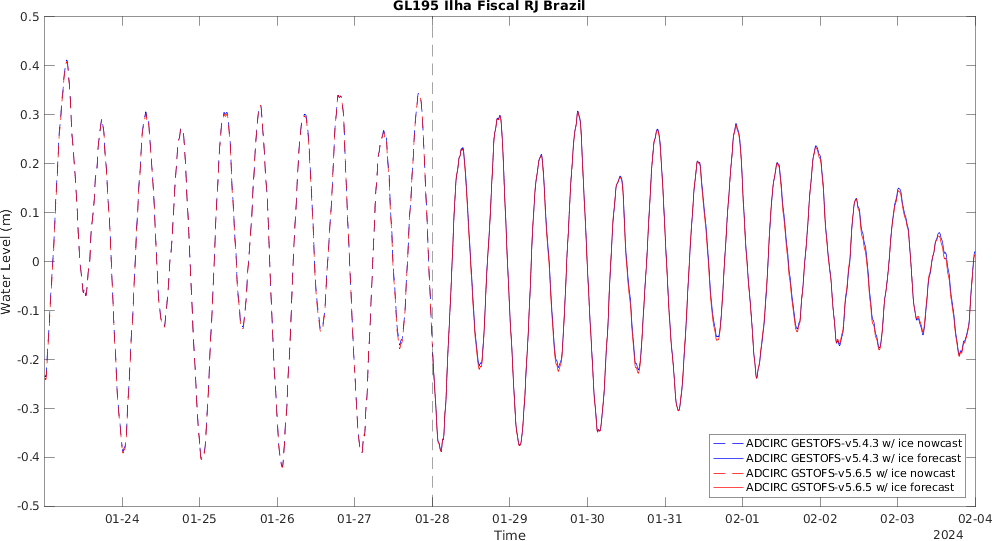 GL195 Ilha Fiscal RJ Brazil
0.5
0.4
0.3
0.2
0.1
0
-0.1
-0.2
-0.3
-0.4
-0.5
Water Level (m)
ADCIRC GESTOFS-v5.4.3 w/ ice nowcast
ADCIRC GESTOFS-v5.4.3 w/ ice forecast
ADCIRC GSTOFS-v5.6.5 w/ ice nowcast
ADCIRC GSTOFS-v5.6.5 w/ ice forecast
01-24 01-25 01-26 01-27 01-28 01-29 01-30 01-31 02-01 02-02 02-03 02-04
Time
2024